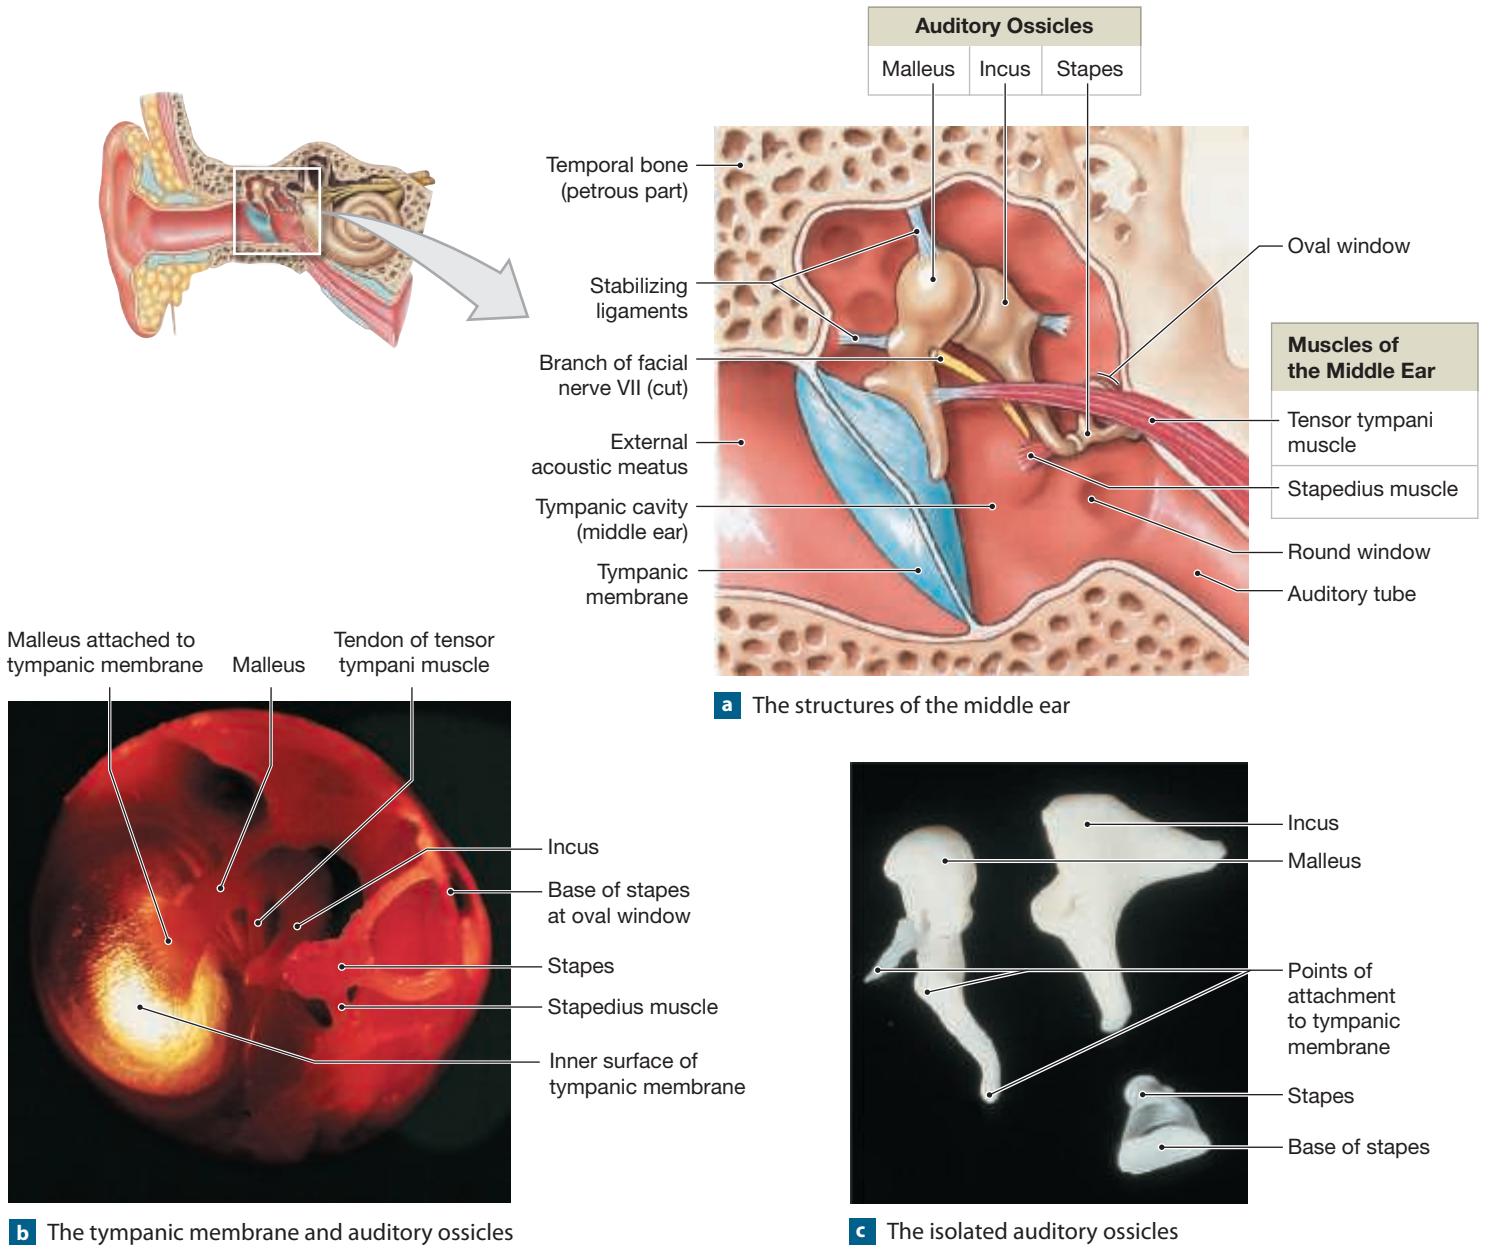 Auditory Ossicles
Malleus Incus Stapes
Temporal bone
(petrous part)
Stabilizing
ligaments
Branch of facial
nerve VII (cut)
External
acoustic meatus
Tympanic cavity
(middle ear)
Tympanic
membrane
Oval window
Muscles of
the Middle Ear
Tensor tympani
muscle
Stapedius muscle
Round window
Auditory tube
a The structures of the middle ear
Malleus attached to
tympanic membrane
Malleus
Tendon of tensor
tympani muscle
Incus
Base of stapes
at oval window
Stapes
Stapedius muscle
Inner surface of
tympanic membrane
b The tympanic membrane and auditory ossicles
Incus
Malleus
Points of
attachment
to tympanic
membrane
Stapes
Base of stapes
c The isolated auditory ossicles